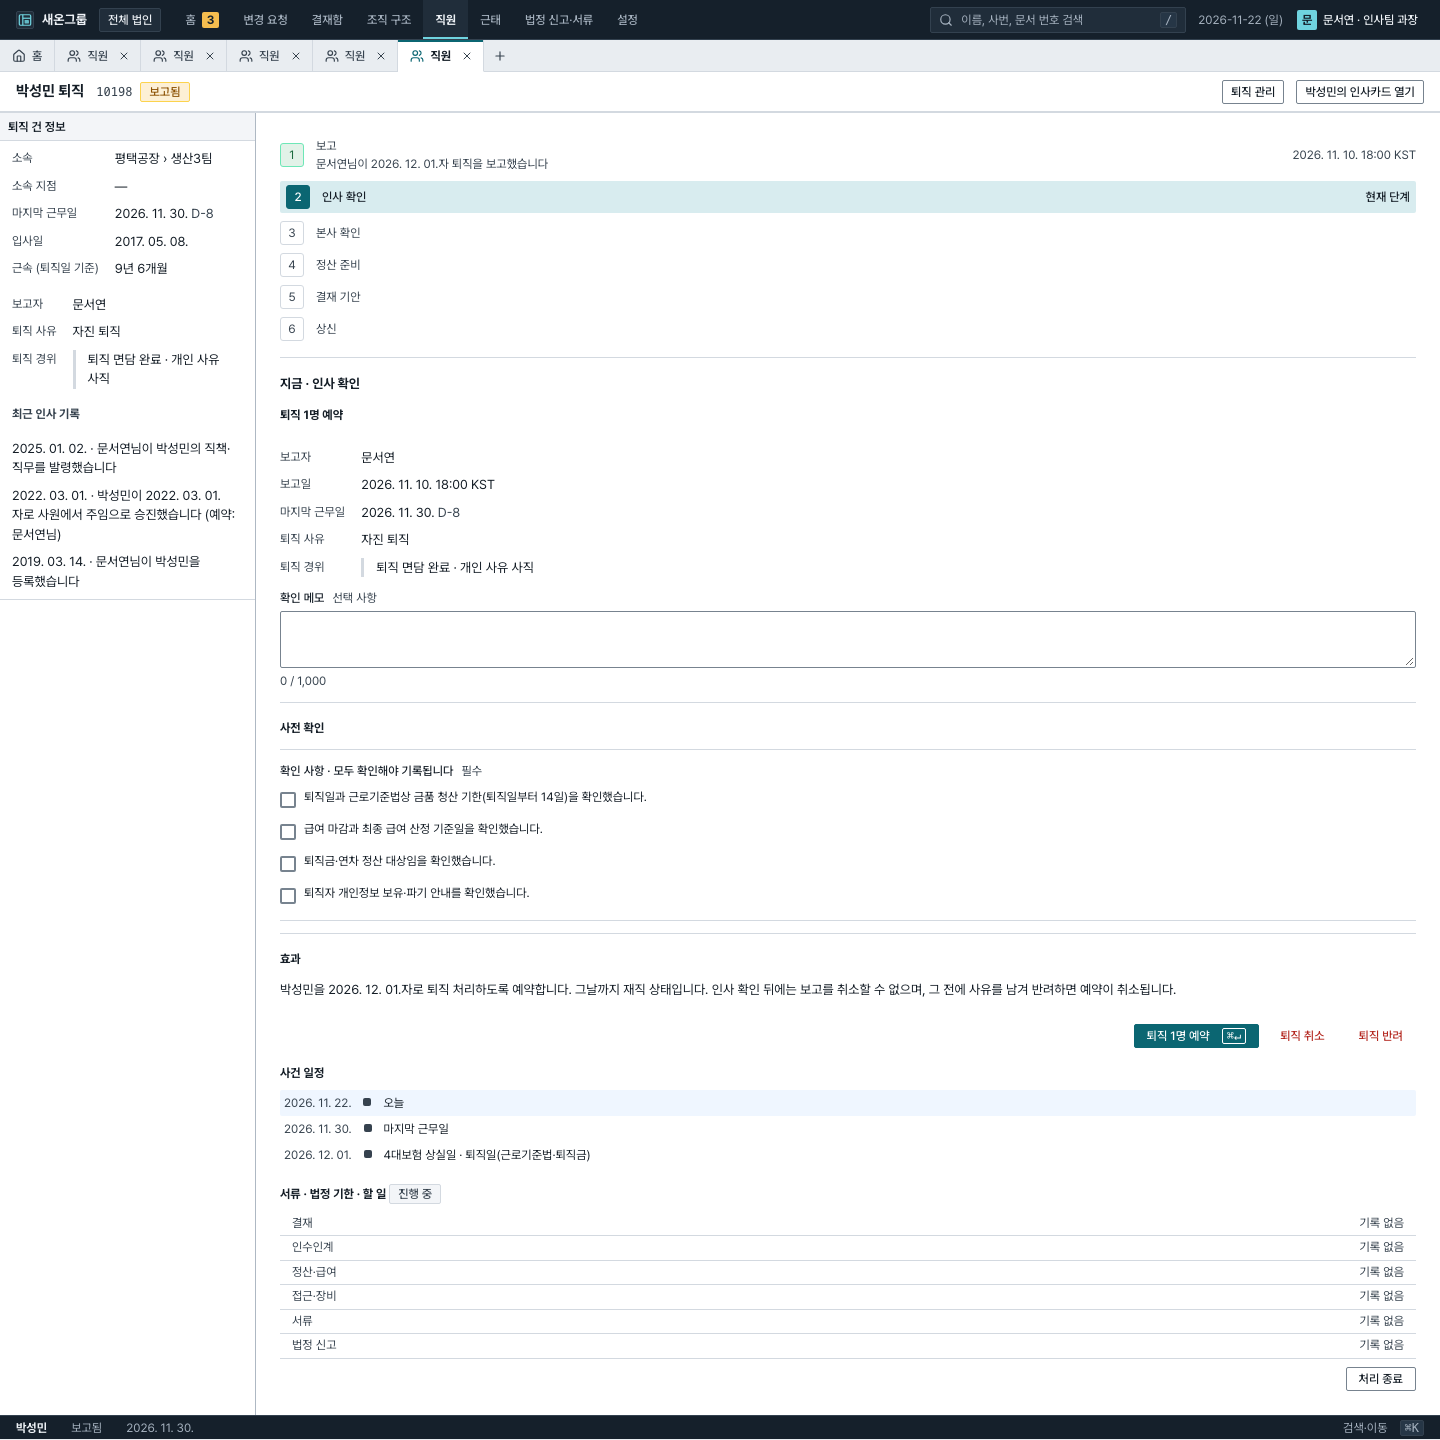 새온그룹 전체 법인 홈 3 변경 요청 결재함 조직 구조 직원 근태 법정 신고·서류 설정 이름, 사번, 문서 번호 검색 / 2026-11-22 (일) 문 문서연 · 인사팀 과장
홈 직원 직원 직원 직원 직원
박성민 퇴직 10198 보고됨 퇴직 관리 박성민의 인사카드 열기
퇴직 건 정보
소속 평택공장 › 생산3팀
소속 지점 —
마지막 근무일 2026. 11. 30. D-8
입사일 2017. 05. 08.
근속 (퇴직일 기준) 9년 6개월
보고자 문서연
퇴직 사유 자진 퇴직
퇴직 경위 퇴직 면담 완료 · 개인 사유
사직
최근 인사 기록
2025. 01. 02. · 문서연님이 박성민의 직책·
직무를 발령했습니다
2022. 03. 01. · 박성민이 2022. 03. 01.
자로 사원에서 주임으로 승진했습니다 (예약:
문서연님)
2019. 03. 14. · 문서연님이 박성민을
등록했습니다
1 보고
문서연님이 2026. 12. 01.자 퇴직을 보고했습니다 2026. 11. 10. 18:00 KST
2 인사 확인 현재 단계
3 본사 확인
4 정산 준비
5 결재 기안
6 상신
지금 · 인사 확인
퇴직 1명 예약
보고자 문서연
보고일 2026. 11. 10. 18:00 KST
마지막 근무일 2026. 11. 30. D-8
퇴직 사유 자진 퇴직
퇴직 경위 퇴직 면담 완료 · 개인 사유 사직
확인 메모 선택 사항
0 / 1,000
사전 확인
확인 사항 · 모두 확인해야 기록됩니다 필수
퇴직일과 근로기준법상 금품 청산 기한(퇴직일부터 14일)을 확인했습니다.
급여 마감과 최종 급여 산정 기준일을 확인했습니다.
퇴직금·연차 정산 대상임을 확인했습니다.
퇴직자 개인정보 보유·파기 안내를 확인했습니다.
효과
박성민을 2026. 12. 01.자로 퇴직 처리하도록 예약합니다. 그날까지 재직 상태입니다. 인사 확인 뒤에는 보고를 취소할 수 없으며, 그 전에 사유를 남겨 반려하면 예약이 취소됩니다.
퇴직 1명 예약 ⌘↵ 퇴직 취소 퇴직 반려
사건 일정
2026. 11. 22. 오늘
2026. 11. 30. 마지막 근무일
2026. 12. 01. 4대보험 상실일 · 퇴직일(근로기준법·퇴직금)
서류 · 법정 기한 · 할 일 진행 중
결재 기록 없음
인수인계 기록 없음
정산·급여 기록 없음
접근·장비 기록 없음
서류 기록 없음
법정 신고 기록 없음
처리 종료
박성민 보고됨 2026. 11. 30. 검색·이동 ⌘K